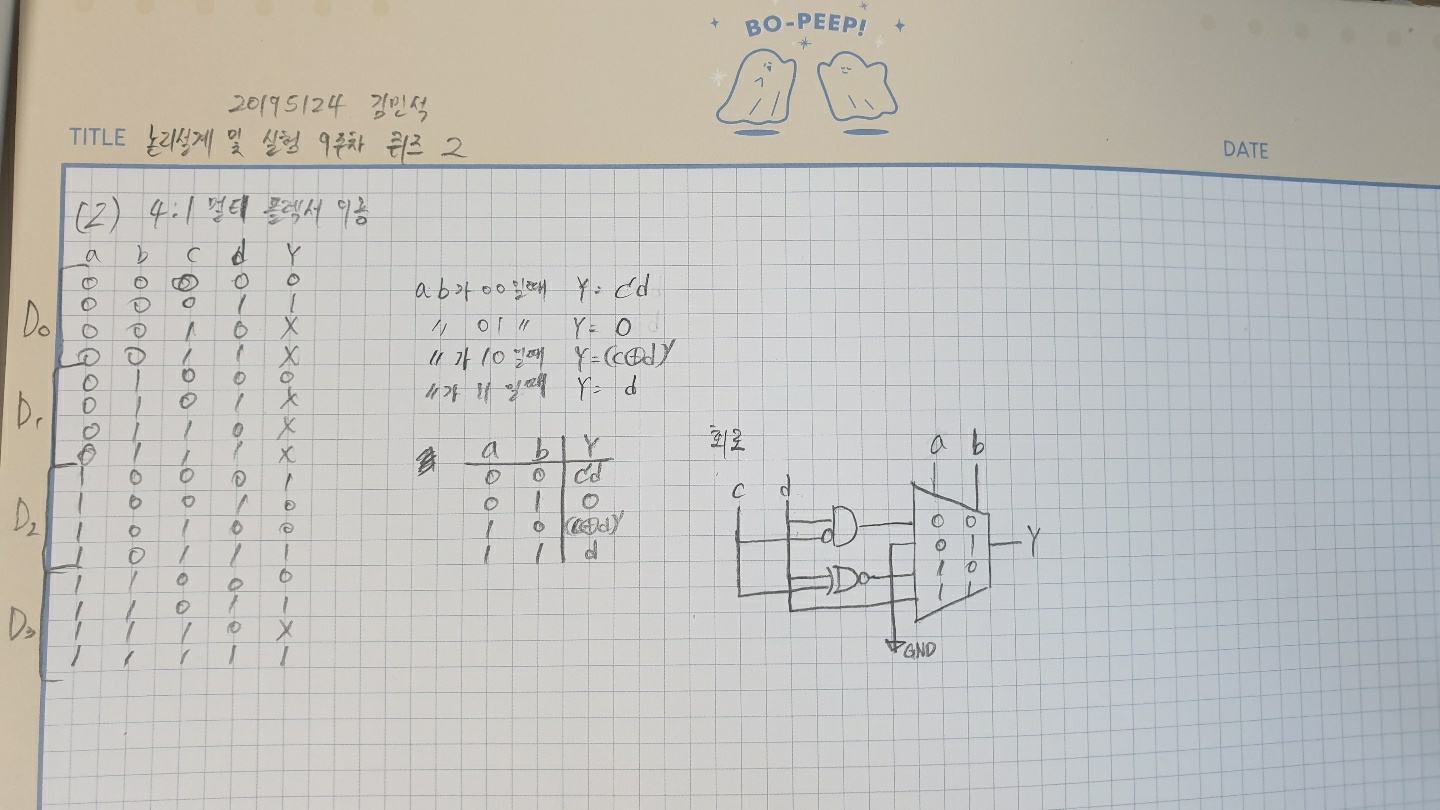 BO-PEEP!
20195124 김민석
TITLE 논리설계 및 실험 9주차 퀴즈 2
DATE
(2) 4:1 멀티 플렉서 이용
a b c d Y
0 0 0 0 0
0 0 0 1 1
D0
0 0 1 0 X
0 0 1 1 X
0 1 0 0 0
D1
0 1 0 1 X
0 1 1 0 X
0 1 1 1 X
1 0 0 0 1
D2
1 0 0 1 0
1 0 1 0 0
1 0 1 1 1
1 1 0 0 0
D3
1 1 0 1 1
1 1 1 0 X
1 1 1 1 1
ab가 00일때 Y= c'd
〃 01 〃 Y= 0
〃가 10일때 Y=(c⊕d)'
〃가 11일때 Y= d
a b Y
0 0 c'd
0 1 0
1 0 (c⊕d)'
1 1 d
회로
a b
c d
0 0
0 1
1 0
1 1
Y
GND